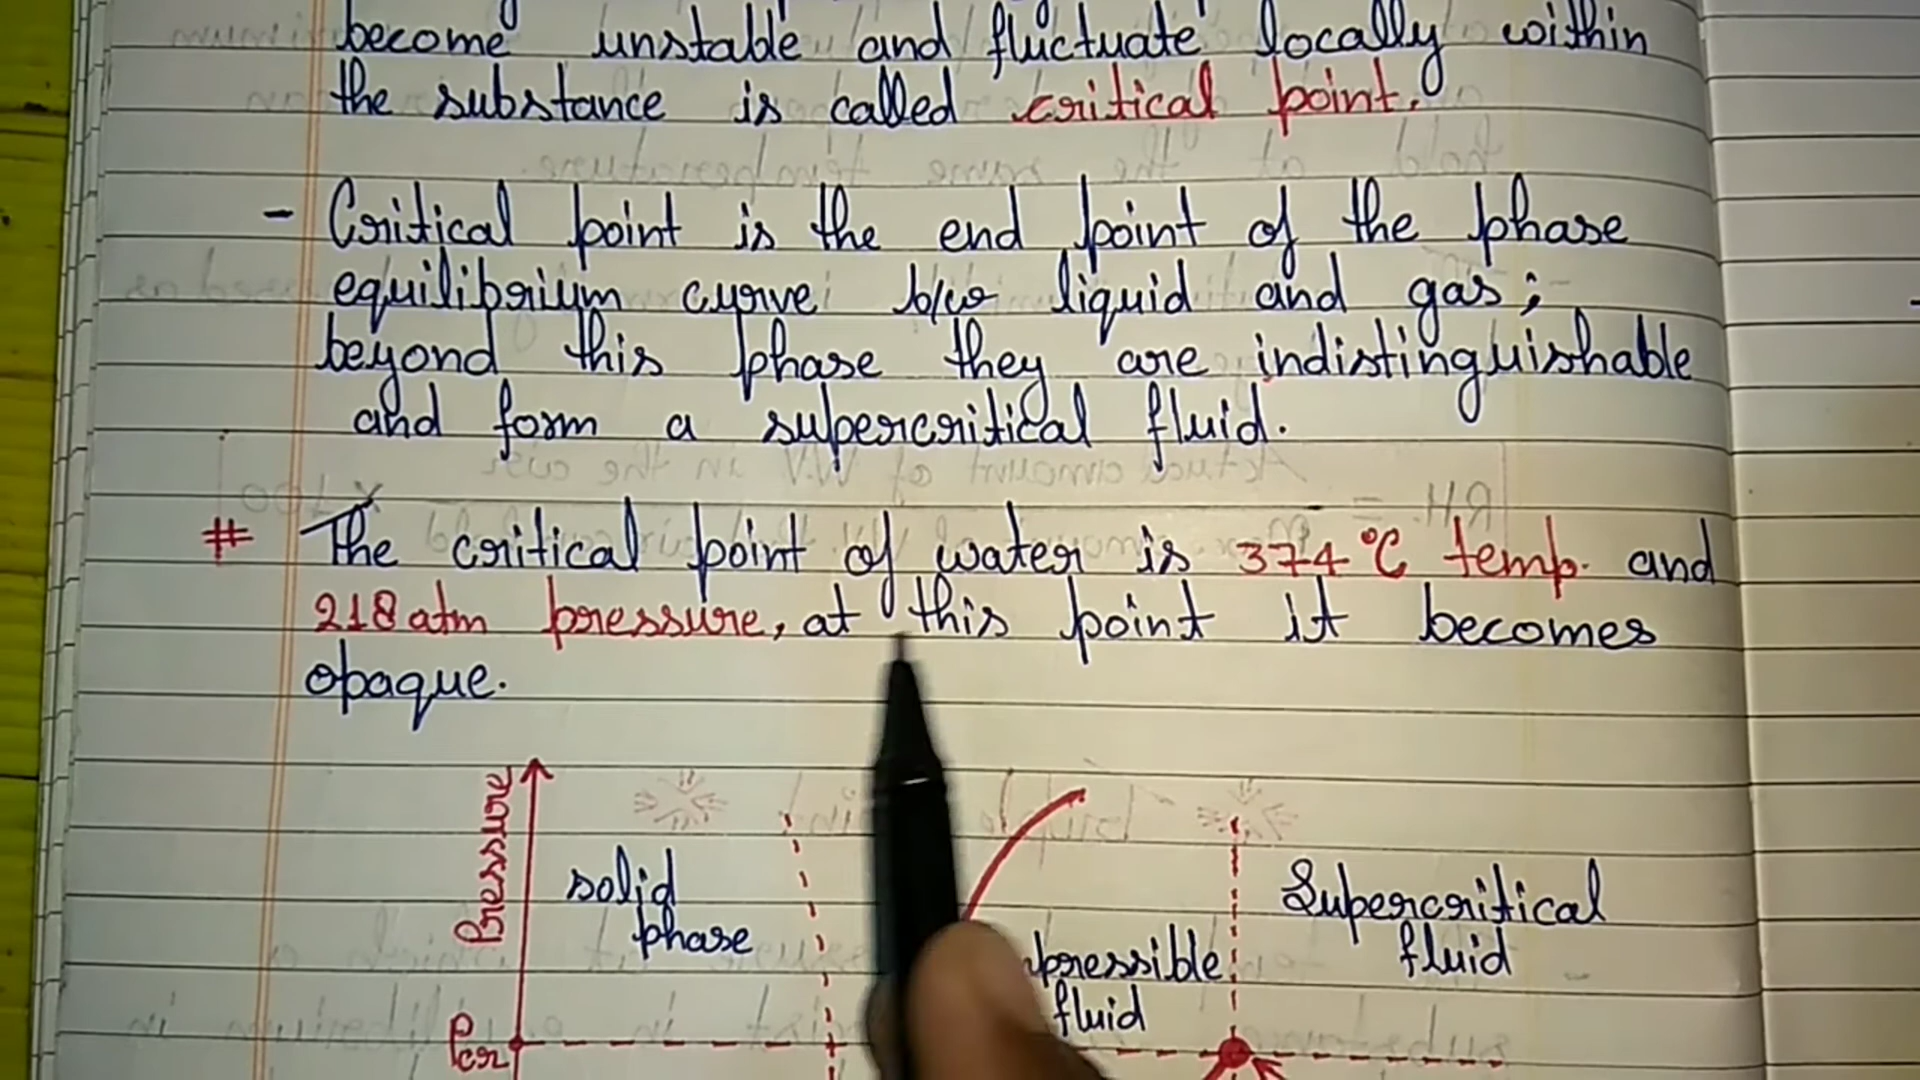 become unstable and fluctuate locally within
the substance is called critical point.
- Critical point is the end point of the phase
equilibrium curve b/w liquid and gas;
beyond this phase they are indistinguishable
and form a supercritical fluid.
# The critical point of water is 374°C temp. and
218 atm pressure, at this point it becomes
opaque.
Pressure
solid
phase
pressible
fluid
Supercritical
fluid
Pcr